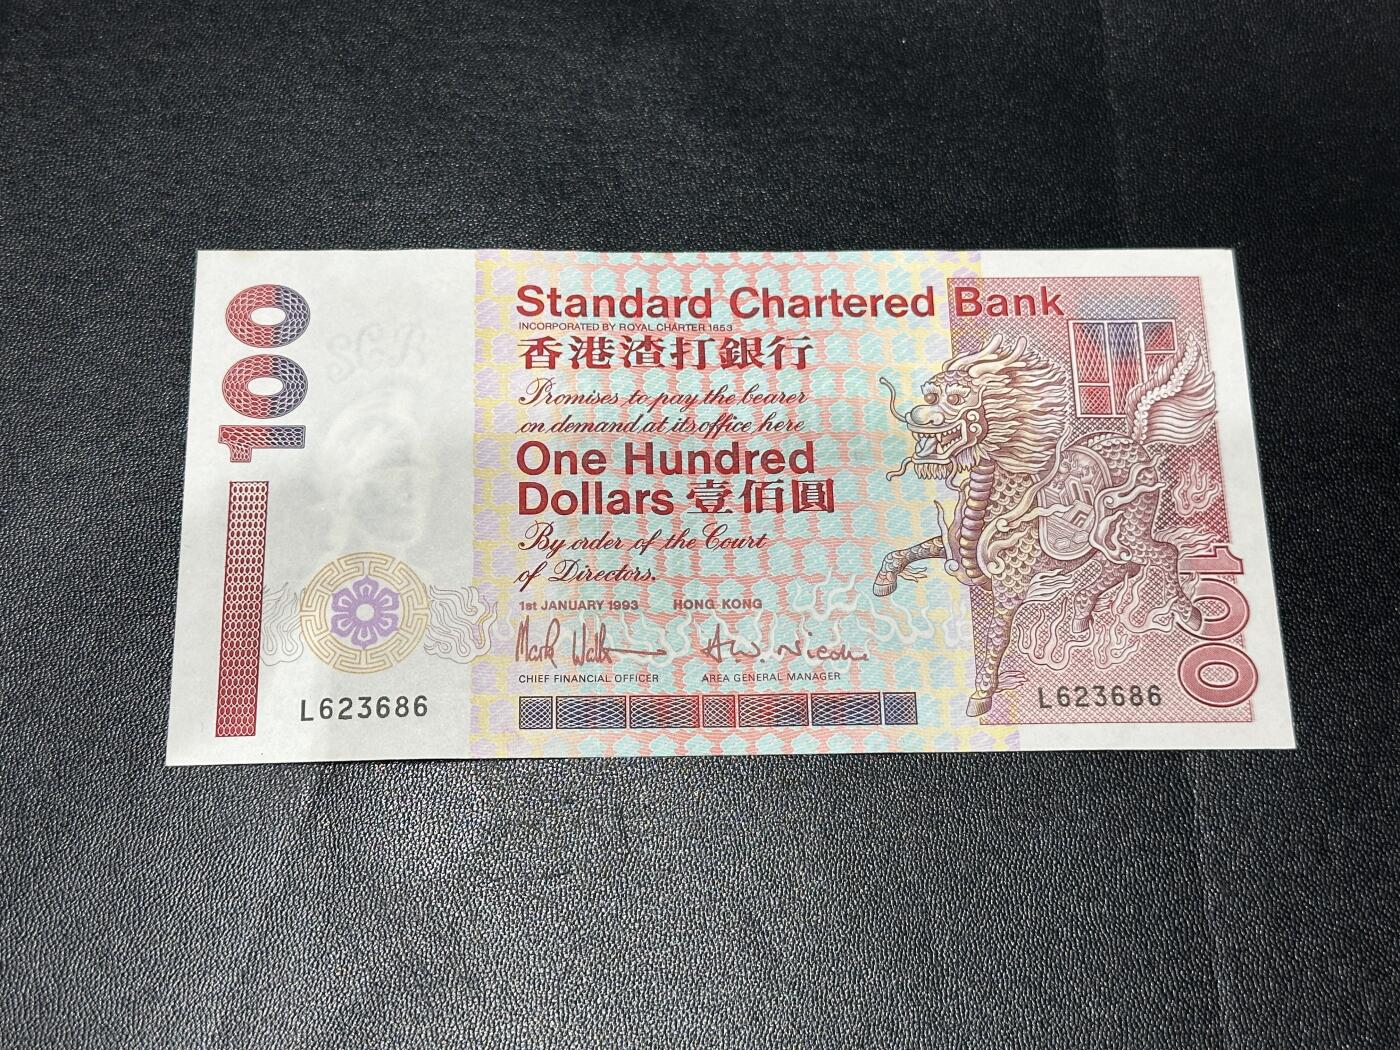 100
SCB
Standard Chartered Bank
INCORPORATED BY ROYAL CHARTER 1853
香港渣打銀行
Promises to pay the bearer
on demand at its office here
One Hundred
Dollars 壹佰圓
By order of the Court
of Directors.
1st JANUARY 1993 HONG KONG
CHIEF FINANCIAL OFFICER AREA GENERAL MANAGER
L623686
L623686
100